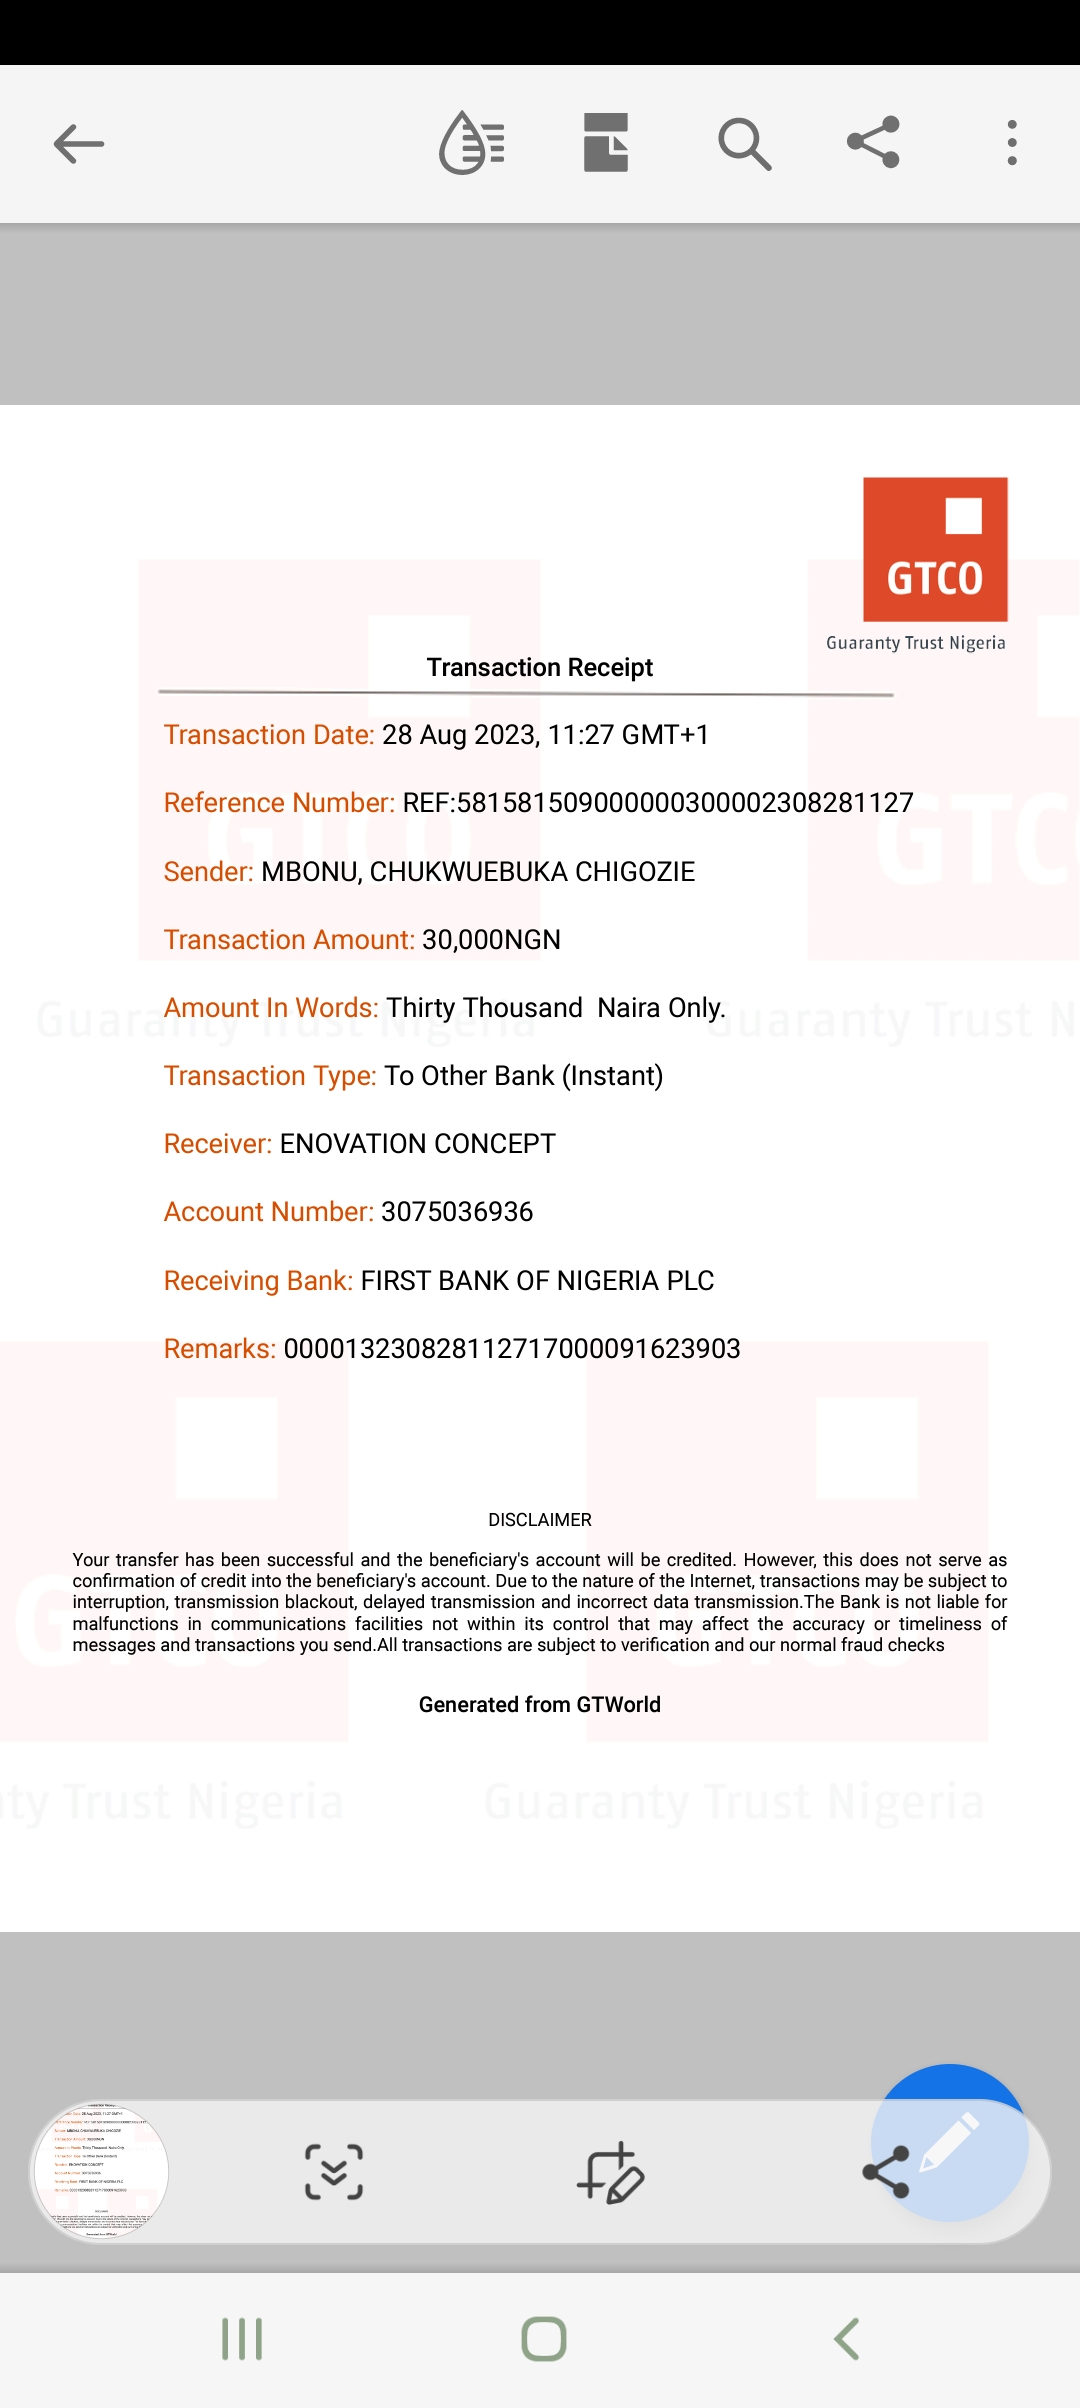 GTCO
Guaranty Trust Nigeria
Transaction Receipt
Transaction Date: 28 Aug 2023, 11:27 GMT+1
Reference Number: REF:581581509000000300002308281127
Sender: MBONU, CHUKWUEBUKA CHIGOZIE
Transaction Amount: 30,000NGN
Amount In Words: Thirty Thousand  Naira Only.
Transaction Type: To Other Bank (Instant)
Receiver: ENOVATION CONCEPT
Account Number: 3075036936
Receiving Bank: FIRST BANK OF NIGERIA PLC
Remarks: 000013230828112717000091623903
DISCLAIMER
Your transfer has been successful and the beneficiary's account will be credited. However, this does not serve as
confirmation of credit into the beneficiary's account. Due to the nature of the Internet, transactions may be subject to
interruption, transmission blackout, delayed transmission and incorrect data transmission.The Bank is not liable for
malfunctions in communications facilities not within its control that may affect the accuracy or timeliness of
messages and transactions you send.All transactions are subject to verification and our normal fraud checks
Generated from GTWorld